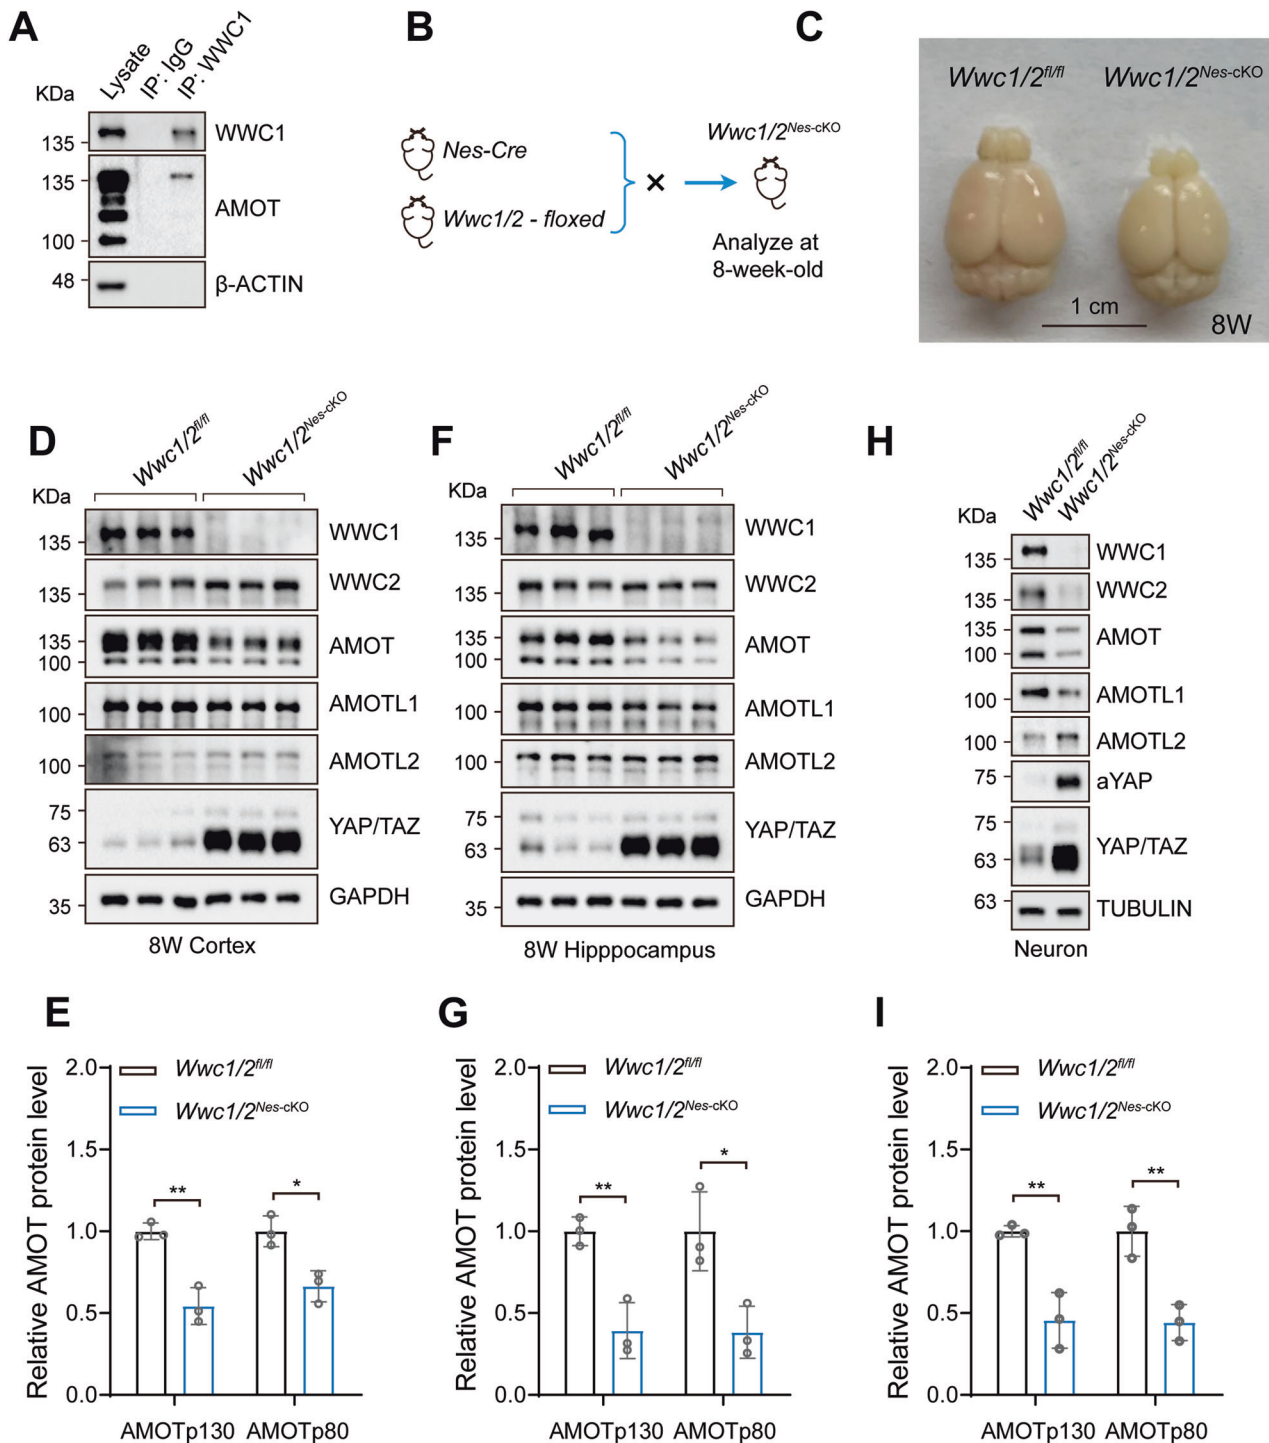 A
KDa
Lysate
IP: IgG
IP: WWC1
135
WWC1
135
100
AMOT
48
β-ACTIN
B
Nes-Cre
Wwc1/2 - floxed
×
Wwc1/2Nes-cKO
Analyze at
8-week-old
C
Wwc1/2fl/fl
Wwc1/2Nes-cKO
1 cm
8W
D
KDa
Wwc1/2fl/fl
Wwc1/2Nes-cKO
135
WWC1
135
WWC2
135
100
AMOT
100
AMOTL1
100
AMOTL2
75
63
YAP/TAZ
35
GAPDH
8W Cortex
F
KDa
Wwc1/2fl/fl
Wwc1/2Nes-cKO
135
WWC1
135
WWC2
135
100
AMOT
100
AMOTL1
100
AMOTL2
75
63
YAP/TAZ
35
GAPDH
8W Hipppocampus
H
KDa
Wwc1/2fl/fl
Wwc1/2Nes-cKO
135
WWC1
135
WWC2
135
100
AMOT
100
AMOTL1
100
AMOTL2
75
aYAP
75
63
YAP/TAZ
63
TUBULIN
Neuron
E
Relative AMOT protein level
2.0
1.5
1.0
0.5
0.0
Wwc1/2fl/fl
Wwc1/2Nes-cKO
**
*
AMOTp130
AMOTp80
G
Relative AMOT protein level
2.0
1.5
1.0
0.5
0.0
Wwc1/2fl/fl
Wwc1/2Nes-cKO
**
*
AMOTp130
AMOTp80
I
Relative AMOT protein level
2.0
1.5
1.0
0.5
0.0
Wwc1/2fl/fl
Wwc1/2Nes-cKO
**
**
AMOTp130
AMOTp80